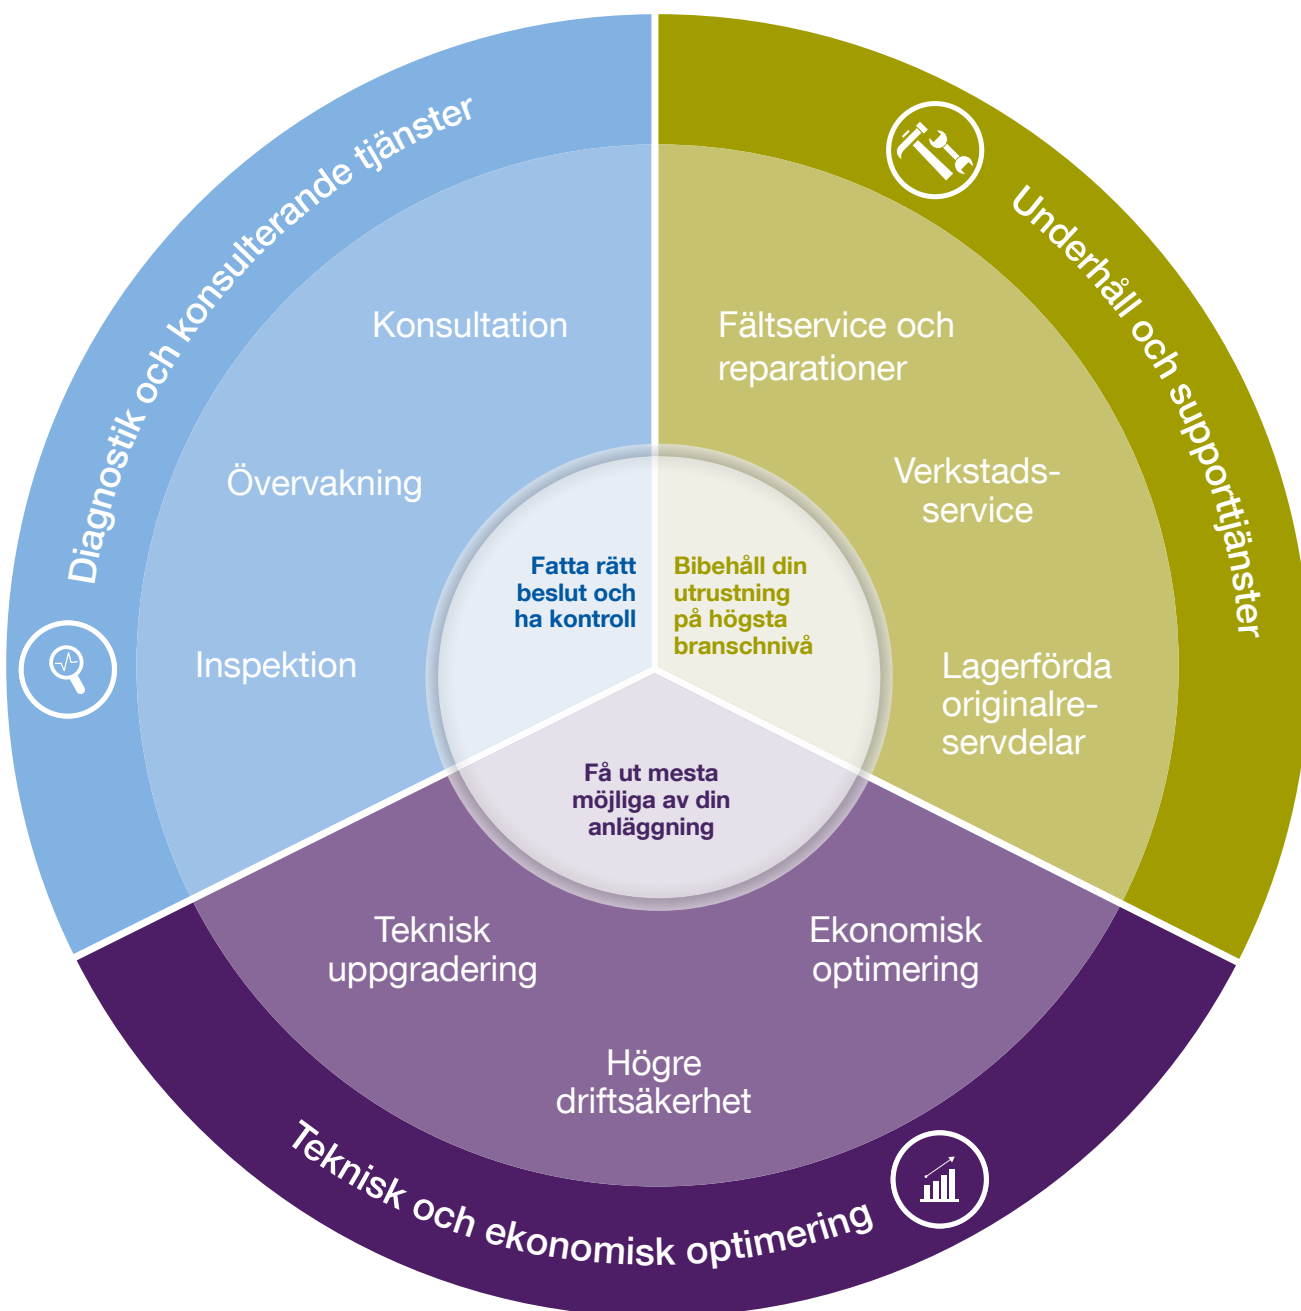 Diagnostik och konsulterande tjänster
Konsultation
Övervakning
Inspektion
Fatta rätt
beslut och
ha kontroll
Underhåll och supporttjänster
Fältservice och
reparationer
Verkstads-
service
Lagerförda
originalre-
servdelar
Bibehåll din
utrustning
på högsta
branschnivå
Få ut mesta
möjliga av din
anläggning
Teknisk
uppgradering
Ekonomisk
optimering
Högre
driftsäkerhet
Teknisk och ekonomisk optimering